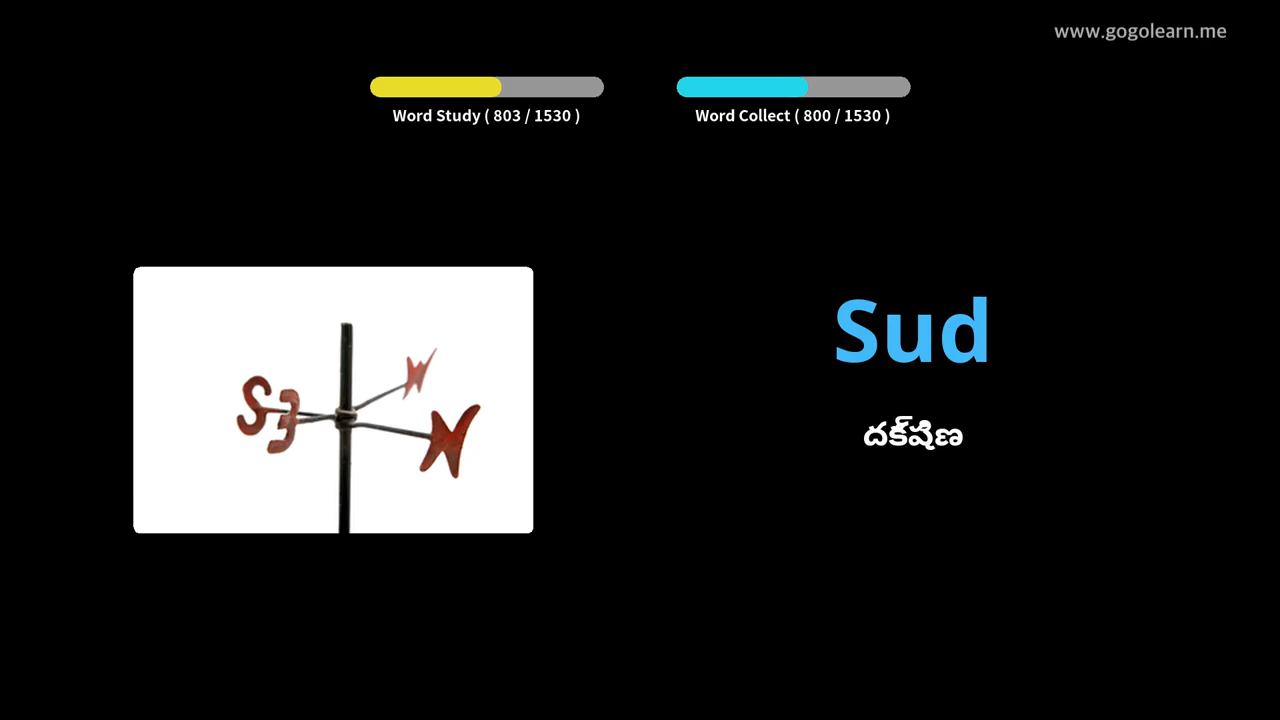 www.gogolearn.me
Word Study ( 803 / 1530 )
Word Collect ( 800 / 1530 )
Sud
దక్‌షిణ
S E N W